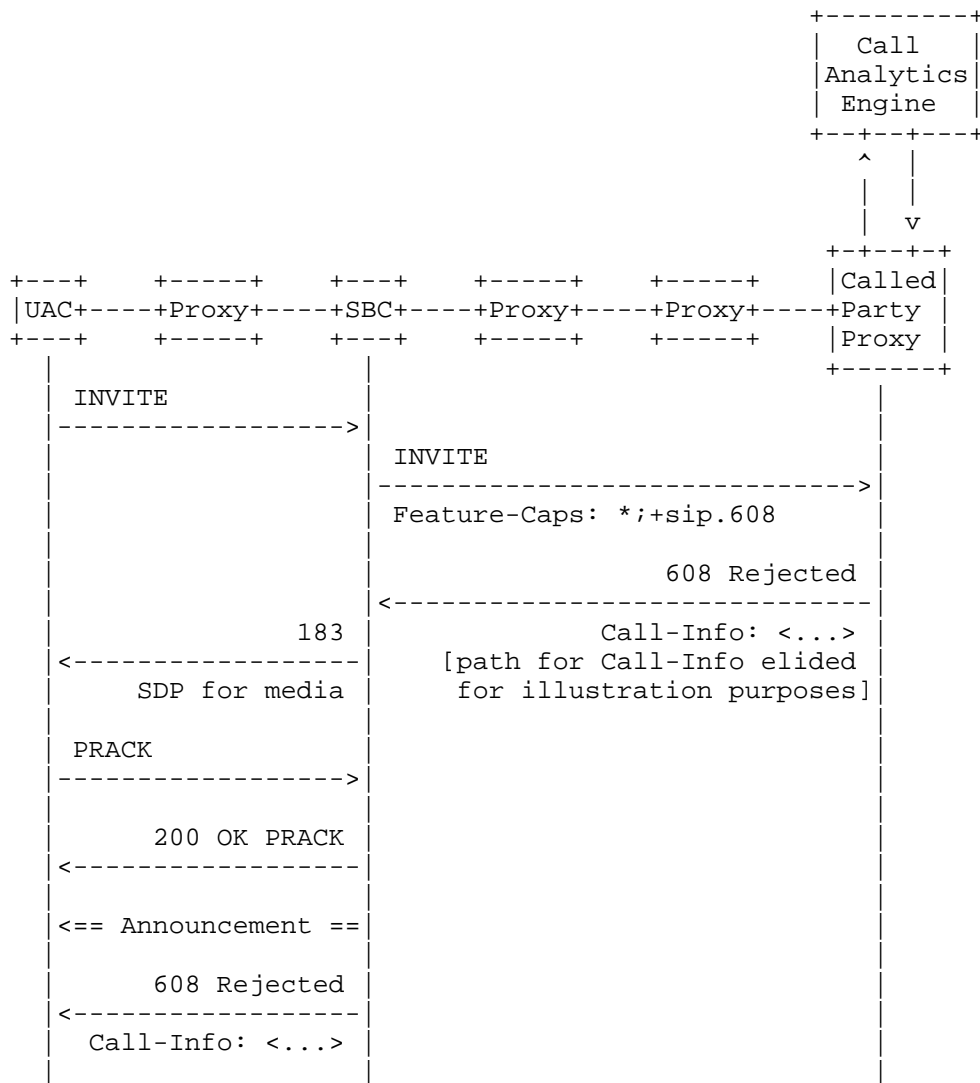 Call
Analytics
Engine
Called
UAC Proxy SBC Proxy Proxy Party
Proxy
INVITE
INVITE
Feature-Caps: *;+sip.608
608 Rejected
183 Call-Info: <...>
[path for Call-Info elided
SDP for media for illustration purposes]
PRACK
200 OK PRACK
<== Announcement ==
608 Rejected
Call-Info: <...>